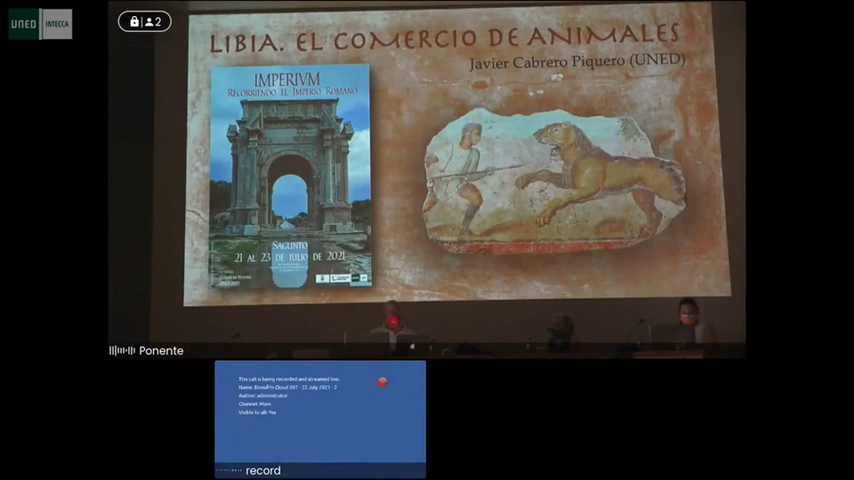 UNED INTECCA
2
LIBIA. EL COMERCIO DE ANIMALES
Javier Cabrero Piquero (UNED)
IMPERIVM
RECORRIENDO EL IMPERIO ROMANO
SAGUNTO
21 AL 23 DE JULIO DE 2021
Ponente
This call is being recorded and streamed live.
Author: administrator
Channel: Main
Visible to all: Yes
record